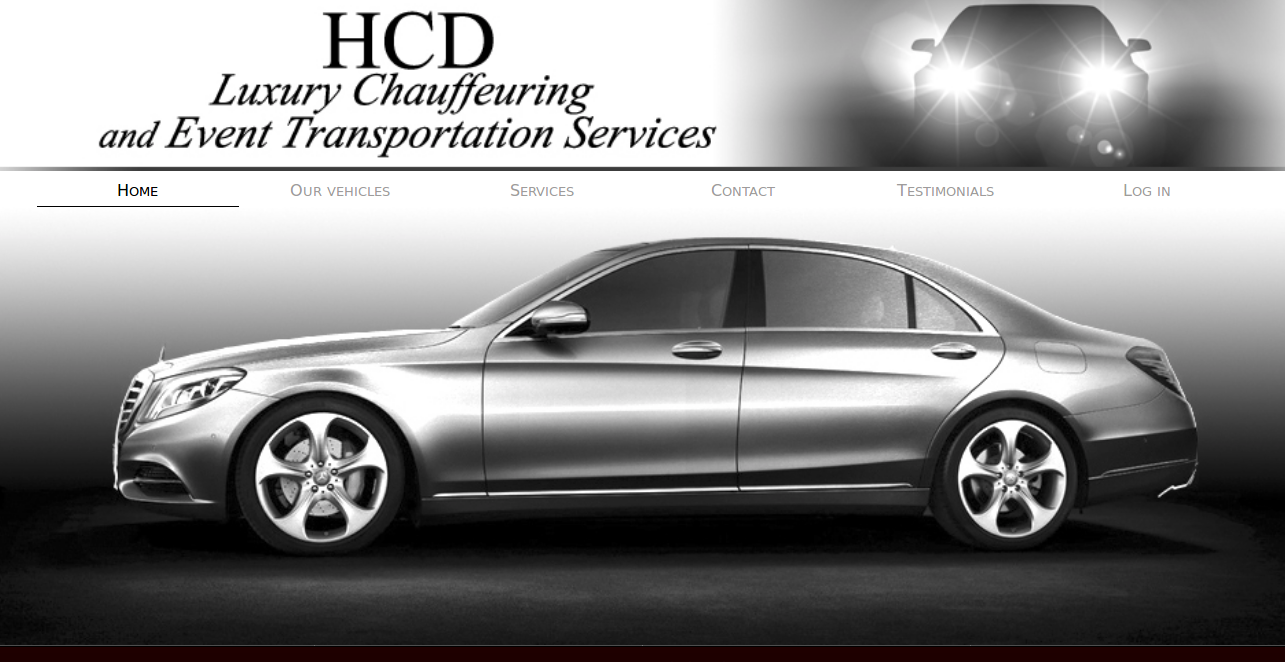 HCD
Luxury Chauffeuring
and Event Transportation Services
Home Our vehicles Services Contact Testimonials Log in